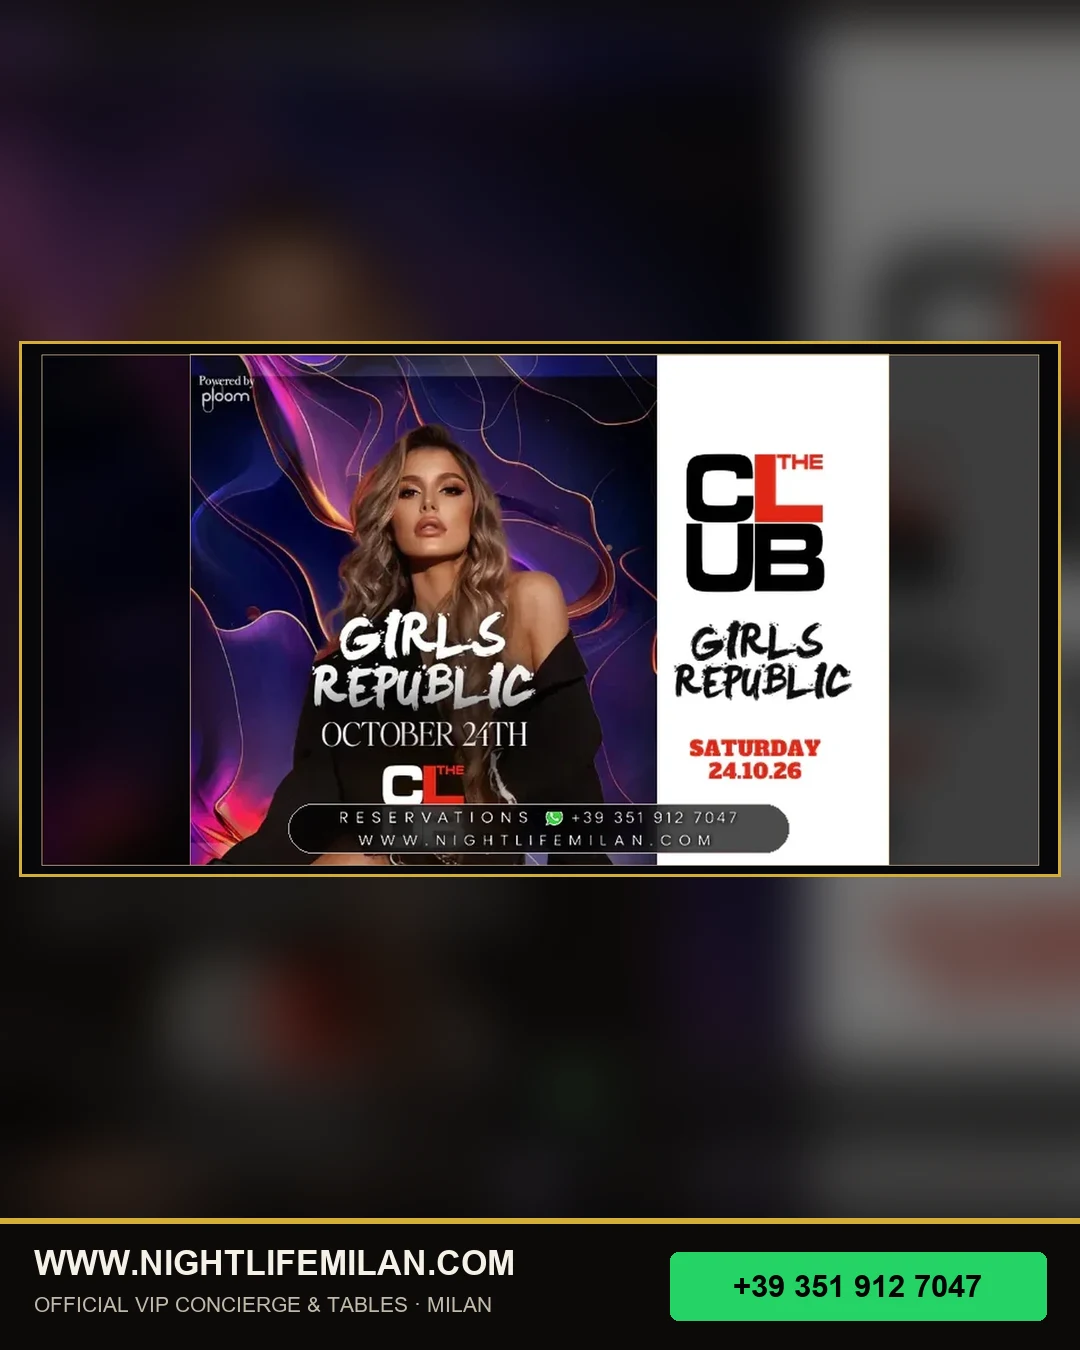 Powered by
ploom
GIRLS
REPUBLIC
OCTOBER 24TH
CL THE
CL THE
UB
GIRLS
REPUBLIC
SATURDAY
24.10.26
RESERVATIONS +39 351 912 7047
WWW.NIGHTLIFEMILAN.COM
WWW.NIGHTLIFEMILAN.COM
OFFICIAL VIP CONCIERGE & TABLES · MILAN
+39 351 912 7047